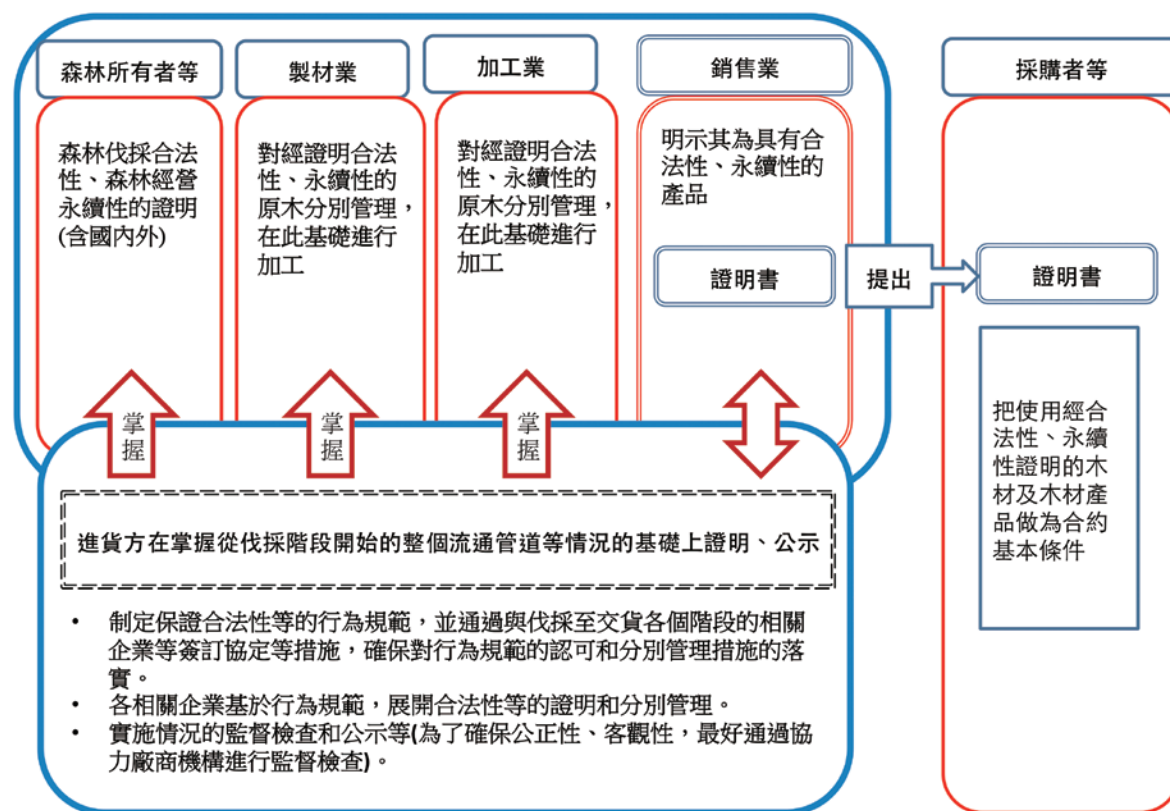 森林所有者等
製材業
加工業
銷售業
採購者等
森林伐採合法
性、森林經營
永續性的證明
(含國內外)
對經證明合法
性、永續性的
原木分別管理，
在此基礎進行
加工
對經證明合法
性、永續性的
原木分別管理，
在此基礎進行
加工
明示其為具有合
法性、永續性的
產品
證明書
提出
證明書
把使用經合
法性、永續
性證明的木
材及木材產
品做為合約
基本條件
掌
握
掌
握
掌
握
進貨方在掌握從伐採階段開始的整個流通管道等情況的基礎上證明、公示
• 制定保證合法性等的行為規範，並通過與伐採至交貨各個階段的相關
企業等簽訂協定等措施，確保對行為規範的認可和分別管理措施的落
實。
• 各相關企業基於行為規範，展開合法性等的證明和分別管理。
• 實施情況的監督檢查和公示等(為了確保公正性、客觀性，最好通過協
力廠商機構進行監督檢查)。